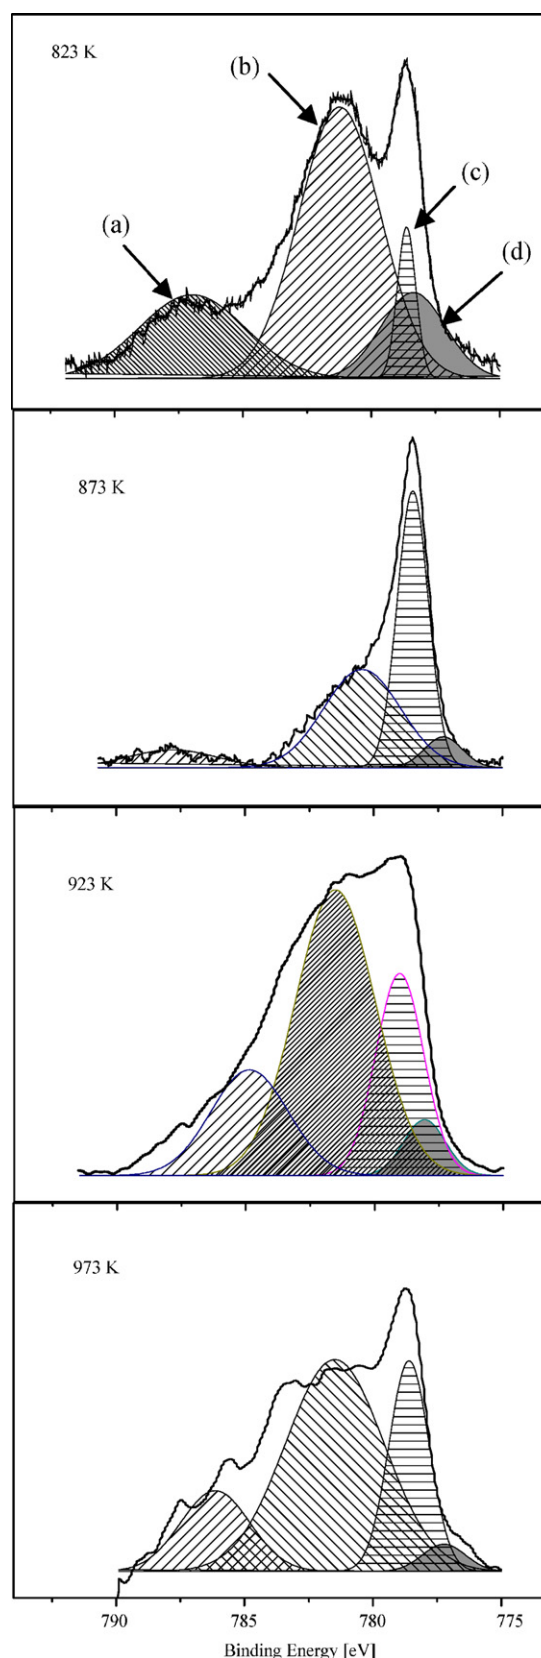 823 K
(b)
(c)
(a)
(d)
873 K
923 K
973 K
790 785 780 775
Binding Energy [eV]